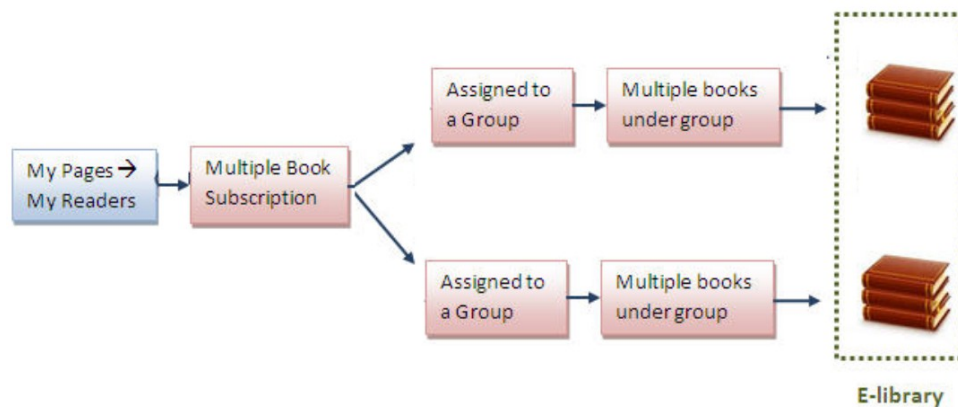 Assigned to
a Group
Multiple books
under group
My Pages →
My Readers
Multiple Book
Subscription
Assigned to
a Group
Multiple books
under group
E-library